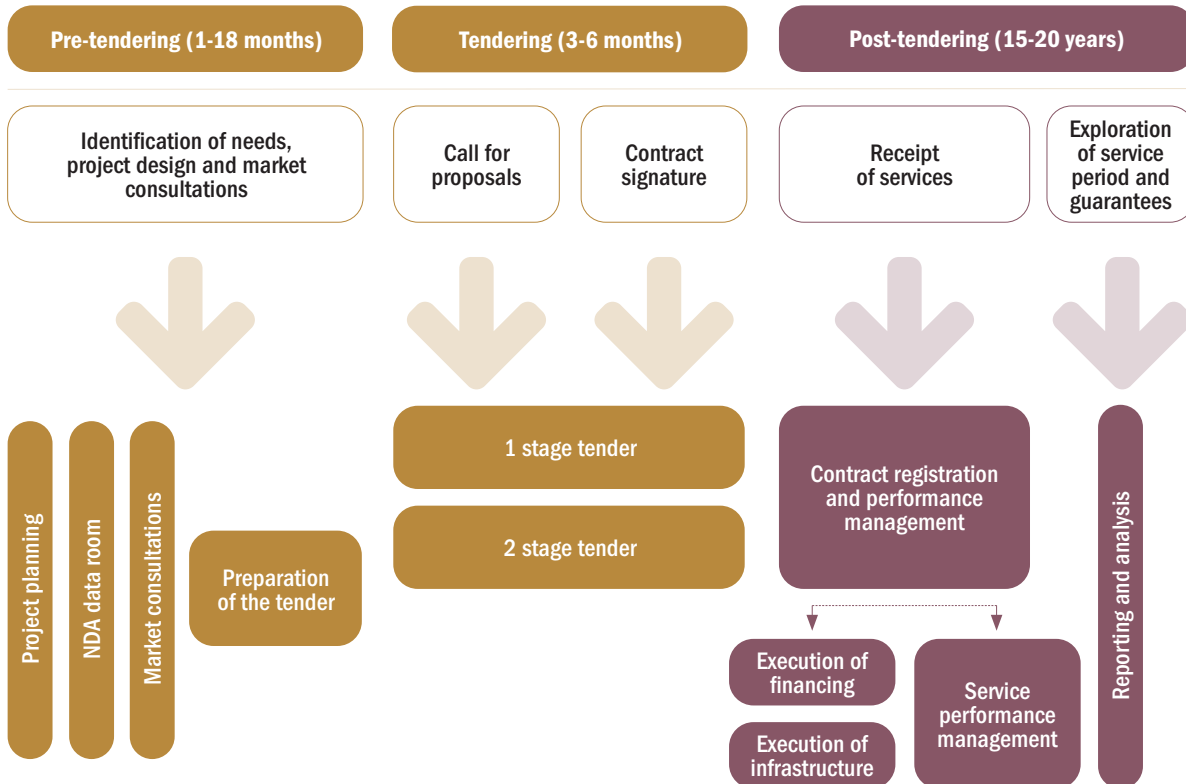 Pre-tendering (1-18 months)
Tendering (3-6 months)
Post-tendering (15-20 years)
Identification of needs,
project design and market
consultations
Call for
proposals
Contract
signature
Receipt
of services
Exploration
of service
period and
guarantees
Project planning
NDA data room
Market consultations
Preparation
of the tender
1 stage tender
2 stage tender
Contract registration
and performance
management
Execution of
financing
Execution of
infrastructure
Service
performance
management
Reporting and analysis